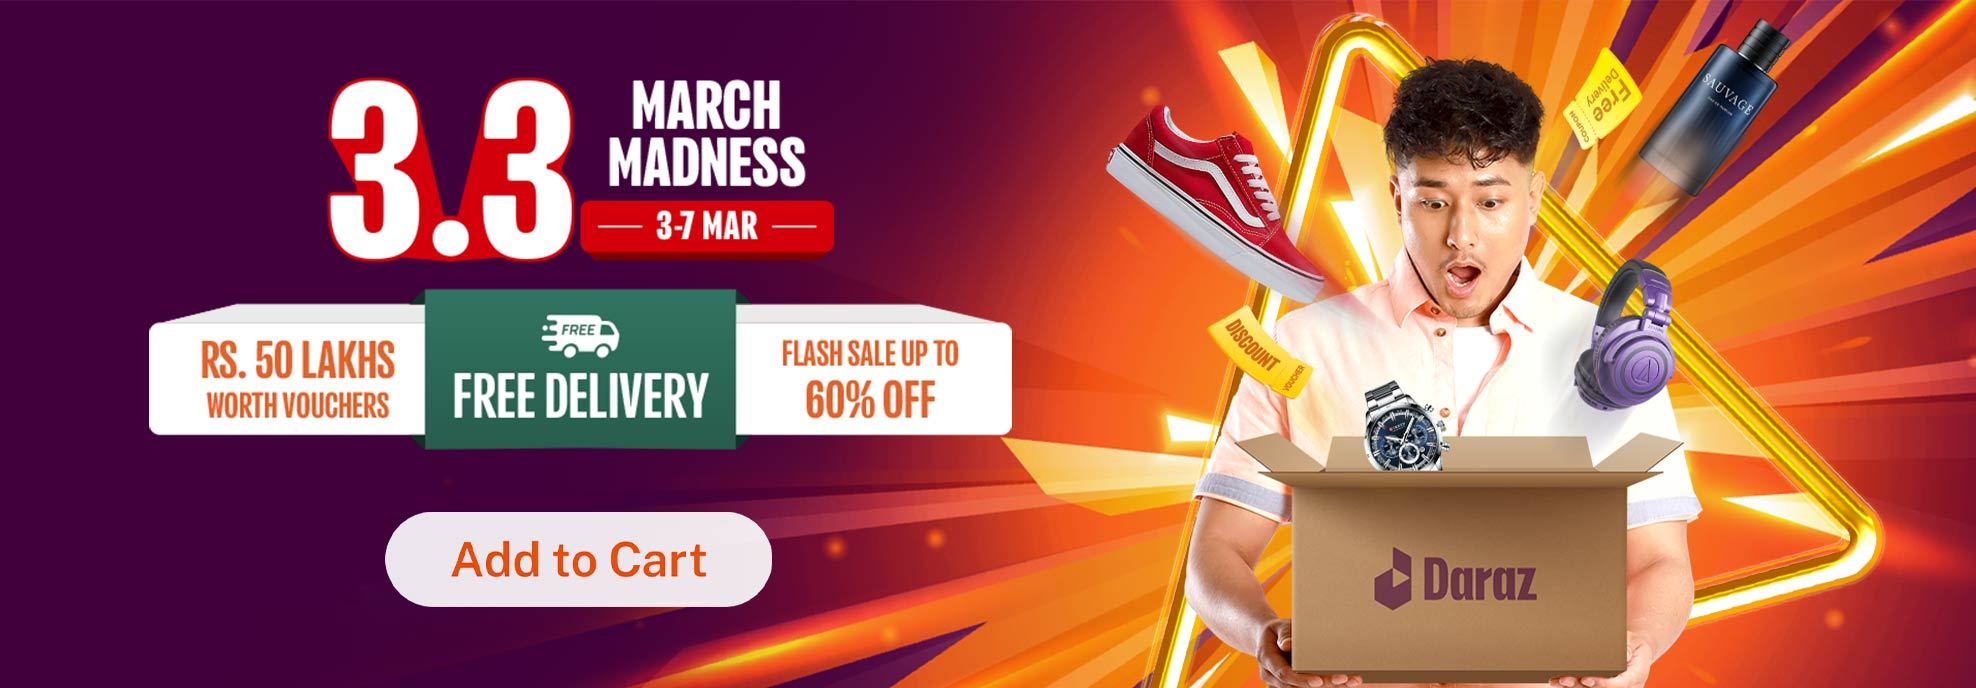 3.3
MARCH
MADNESS
3-7 MAR
RS. 50 LAKHS
WORTH VOUCHERS
FREE
FREE DELIVERY
FLASH SALE UP TO
60% OFF
Add to Cart
DISCOUNT
VOUCHER
Free
Delivery
COUPON
SAUVAGE
Daraz